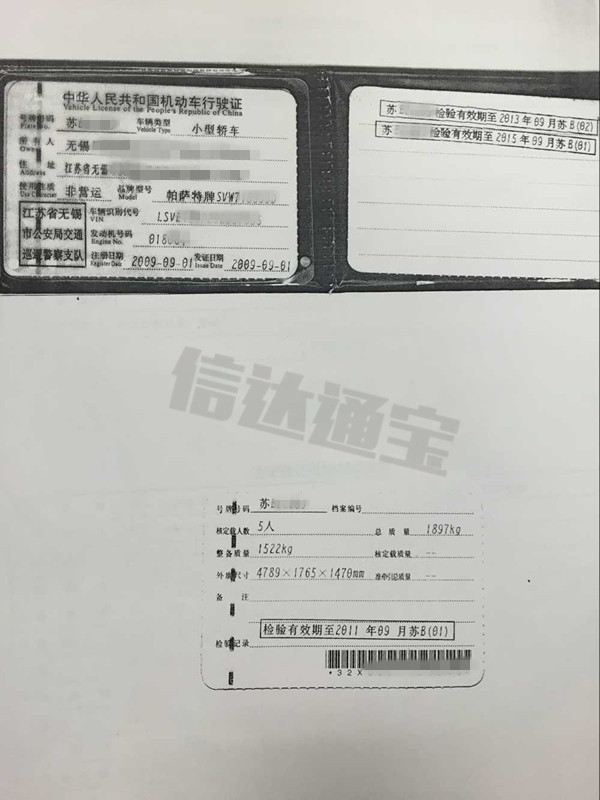 中华人民共和国机动车行驶证
Vehicle License of the People's Republic of China
号牌号码 苏 车辆类型 小型轿车
Plate No. Vehicle Type
所有人 无锡
Owner
住址 江苏省无锡
Address
使用性质 非营运 品牌型号 帕萨特牌SVW7
Use Character Model
江苏省无锡
市公安局交通
巡逻警察支队
车辆识别代号 LSV
VIN
发动机号码 018
Engine No.
注册日期 2009-09-01 发证日期 2009-09-01
Register Date Issue Date
苏 检验有效期至2013年09月苏B(02)
苏 检验有效期至2015年09月苏B(01)
信达通宝
号牌号码 苏 档案编号
核定载人数 5人 总质量 1897kg
整备质量 1522kg 核定载质量 --
外廓尺寸 4789×1765×1470 准牵引总质量 --
备注
检验有效期至2011年09月苏B(01)
检验记录
*32X